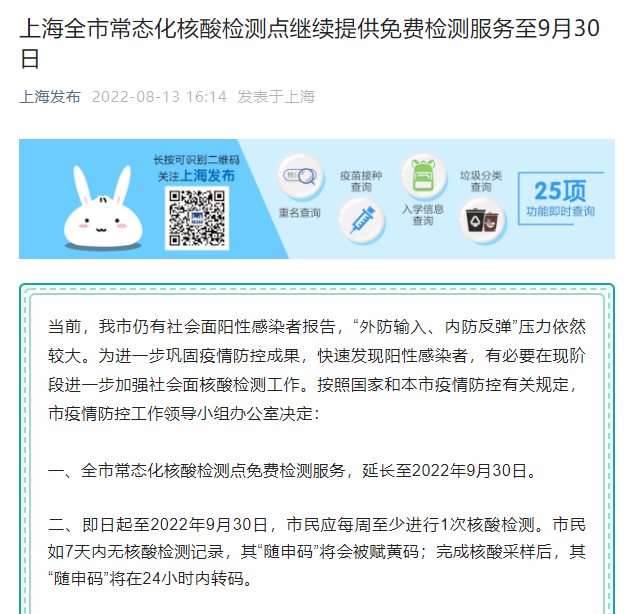 上海全市常态化核酸检测点继续提供免费检测服务至9月30
日
上海发布 2022-08-13 16:14 发表于上海
长按可识别二维码
关注上海发布
重名查询
疫苗接种
查询
入学信息
查询
垃圾分类
查询
25项
功能即时查询
当前，我市仍有社会面阳性感染者报告，“外防输入、内防反弹”压力依然
较大。为进一步巩固疫情防控成果，快速发现阳性感染者，有必要在现阶
段进一步加强社会面核酸检测工作。按照国家和本市疫情防控有关规定，
市疫情防控工作领导小组办公室决定：
一、全市常态化核酸检测点免费检测服务，延长至2022年9月30日。
二、即日起至2022年9月30日，市民应每周至少进行1次核酸检测。市民
如7天内无核酸检测记录，其“随申码”将会被赋黄码；完成核酸采样后，其
“随申码”将在24小时内转码。